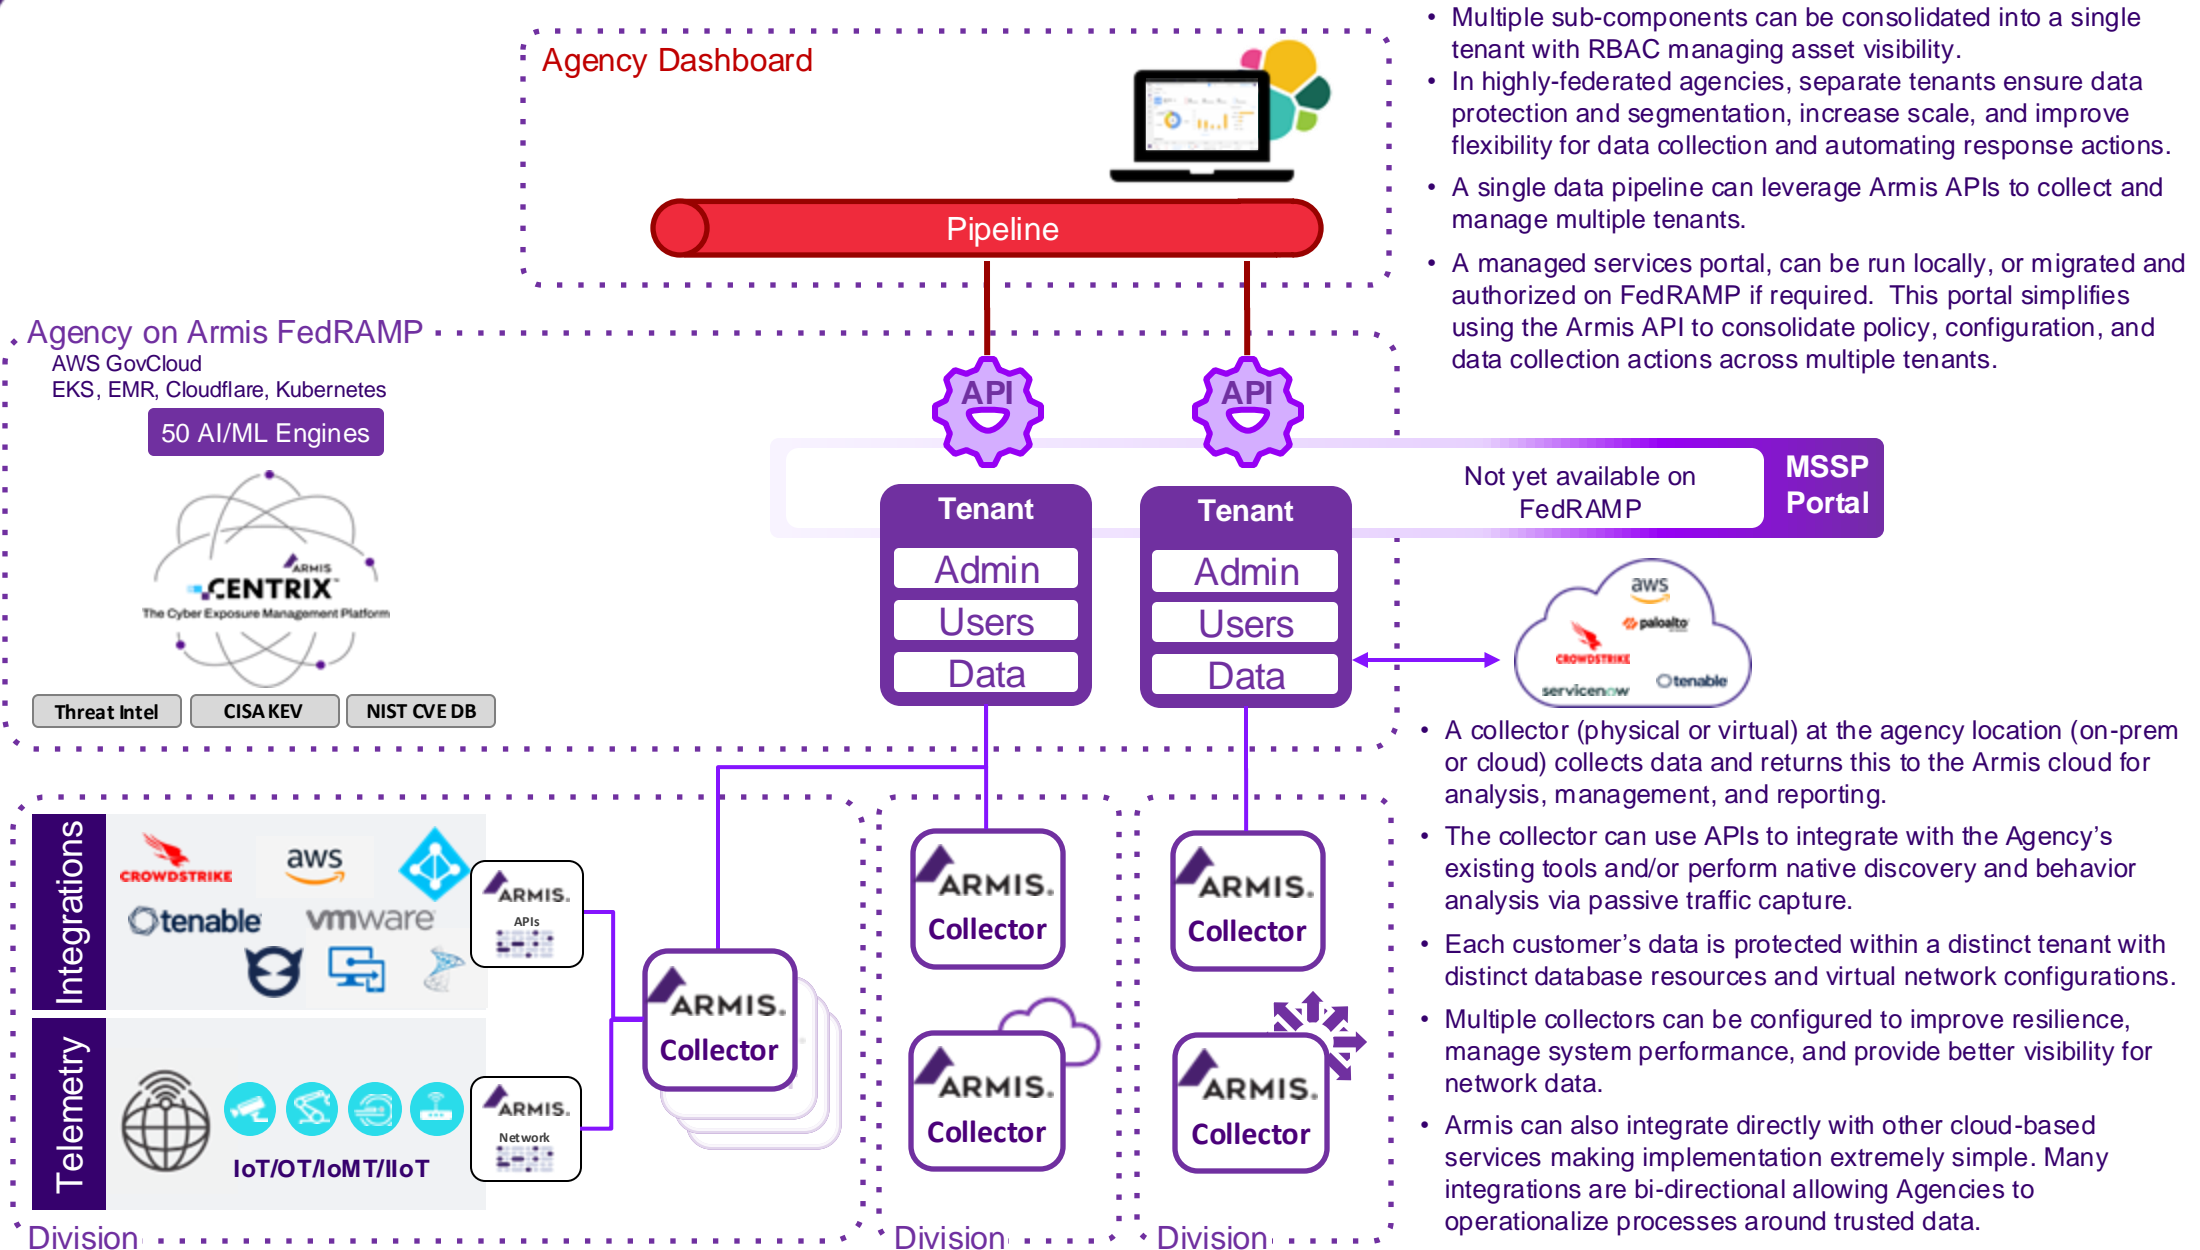 Agency Dashboard
Pipeline
• Multiple sub-components can be consolidated into a single
tenant with RBAC managing asset visibility.
• In highly-federated agencies, separate tenants ensure data
protection and segmentation, increase scale, and improve
flexibility for data collection and automating response actions.
• A single data pipeline can leverage Armis APIs to collect and
manage multiple tenants.
• A managed services portal, can be run locally, or migrated and
authorized on FedRAMP if required.  This portal simplifies
using the Armis API to consolidate policy, configuration, and
data collection actions across multiple tenants.
Agency on Armis FedRAMP
AWS GovCloud
EKS, EMR, Cloudflare, Kubernetes
50 AI/ML Engines
ARMIS
CENTRIX™
The Cyber Exposure Management Platform
Threat Intel
CISA KEV
NIST CVE DB
API
API
Not yet available on
FedRAMP
MSSP
Portal
Tenant
Admin
Users
Data
Tenant
Admin
Users
Data
aws
paloalto
CROWDSTRIKE
servicenow
tenable
• A collector (physical or virtual) at the agency location (on-prem
or cloud) collects data and returns this to the Armis cloud for
analysis, management, and reporting.
• The collector can use APIs to integrate with the Agency’s
existing tools and/or perform native discovery and behavior
analysis via passive traffic capture.
• Each customer’s data is protected within a distinct tenant with
distinct database resources and virtual network configurations.
• Multiple collectors can be configured to improve resilience,
manage system performance, and provide better visibility for
network data.
• Armis can also integrate directly with other cloud-based
services making implementation extremely simple. Many
integrations are bi-directional allowing Agencies to
operationalize processes around trusted data.
Integrations
CROWDSTRIKE
aws
tenable
vmware
ARMIS.
APIs
Telemetry
IoT/OT/IoMT/IIoT
ARMIS.
Network
ARMIS.
Collector
Division
ARMIS.
Collector
ARMIS.
Collector
Division
ARMIS.
Collector
ARMIS.
Collector
Division